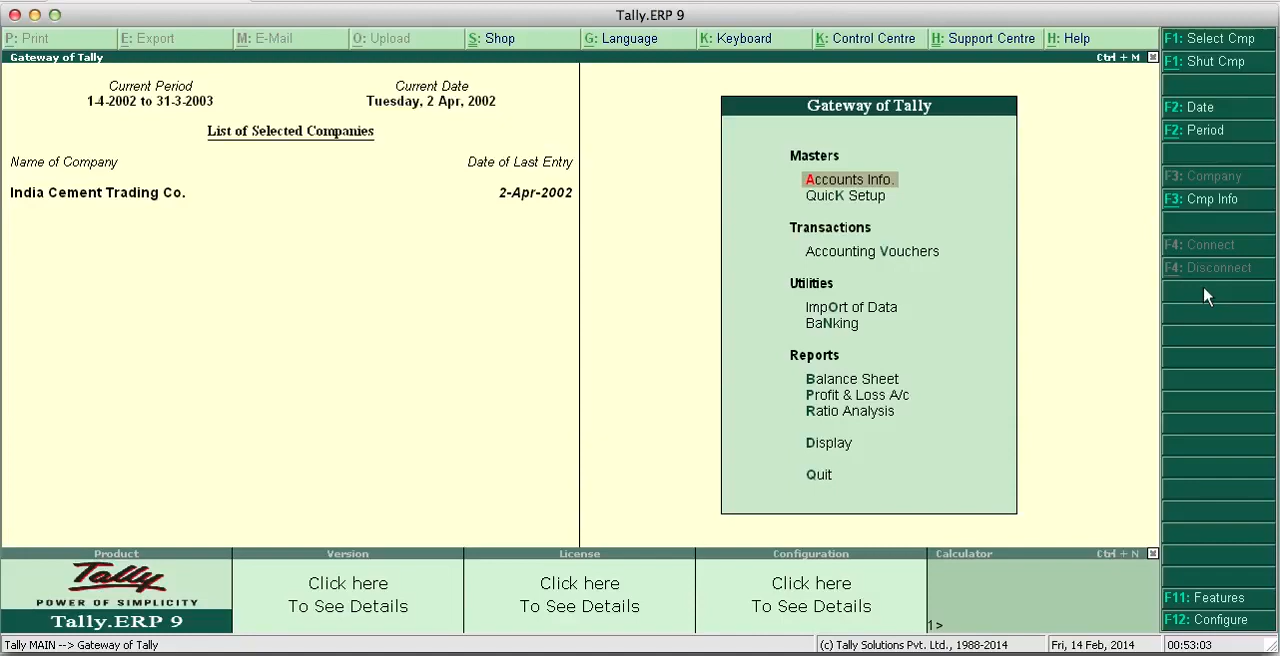 Tally.ERP 9
P: Print E: Export M: E-Mail O: Upload S: Shop G: Language K: Keyboard K: Control Centre H: Support Centre H: Help
Gateway of Tally Ctrl + M
Current Period Current Date
1-4-2002 to 31-3-2003 Tuesday, 2 Apr, 2002
List of Selected Companies
Name of Company Date of Last Entry
India Cement Trading Co. 2-Apr-2002
Gateway of Tally
Masters
Accounts Info.
QuicK Setup
Transactions
Accounting Vouchers
Utilities
ImpOrt of Data
BaNking
Reports
Balance Sheet
Profit & Loss A/c
Ratio Analysis
Display
Quit
F1: Select Cmp
F1: Shut Cmp
F2: Date
F2: Period
F3: Company
F3: Cmp Info
F4: Connect
F4: Disconnect
F11: Features
F12: Configure
Product Version License Configuration Calculator Ctrl + N
Tally
POWER OF SIMPLICITY
Tally.ERP 9
Click here
To See Details
Click here
To See Details
Click here
To See Details
1>
Tally MAIN --> Gateway of Tally (c) Tally Solutions Pvt. Ltd., 1988-2014 Fri, 14 Feb, 2014 00:53:03